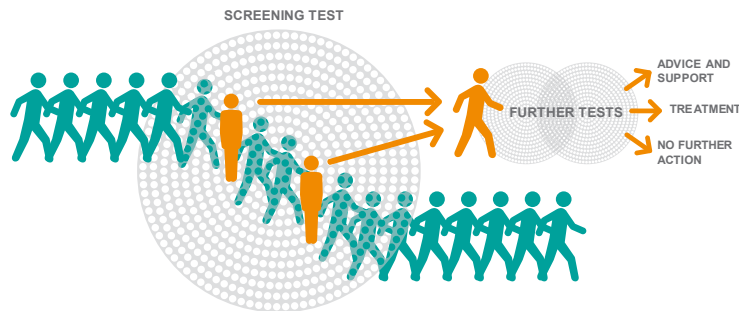 SCREENING TEST
FURTHER TESTS
ADVICE AND
SUPPORT
TREATMENT
NO FURTHER
ACTION